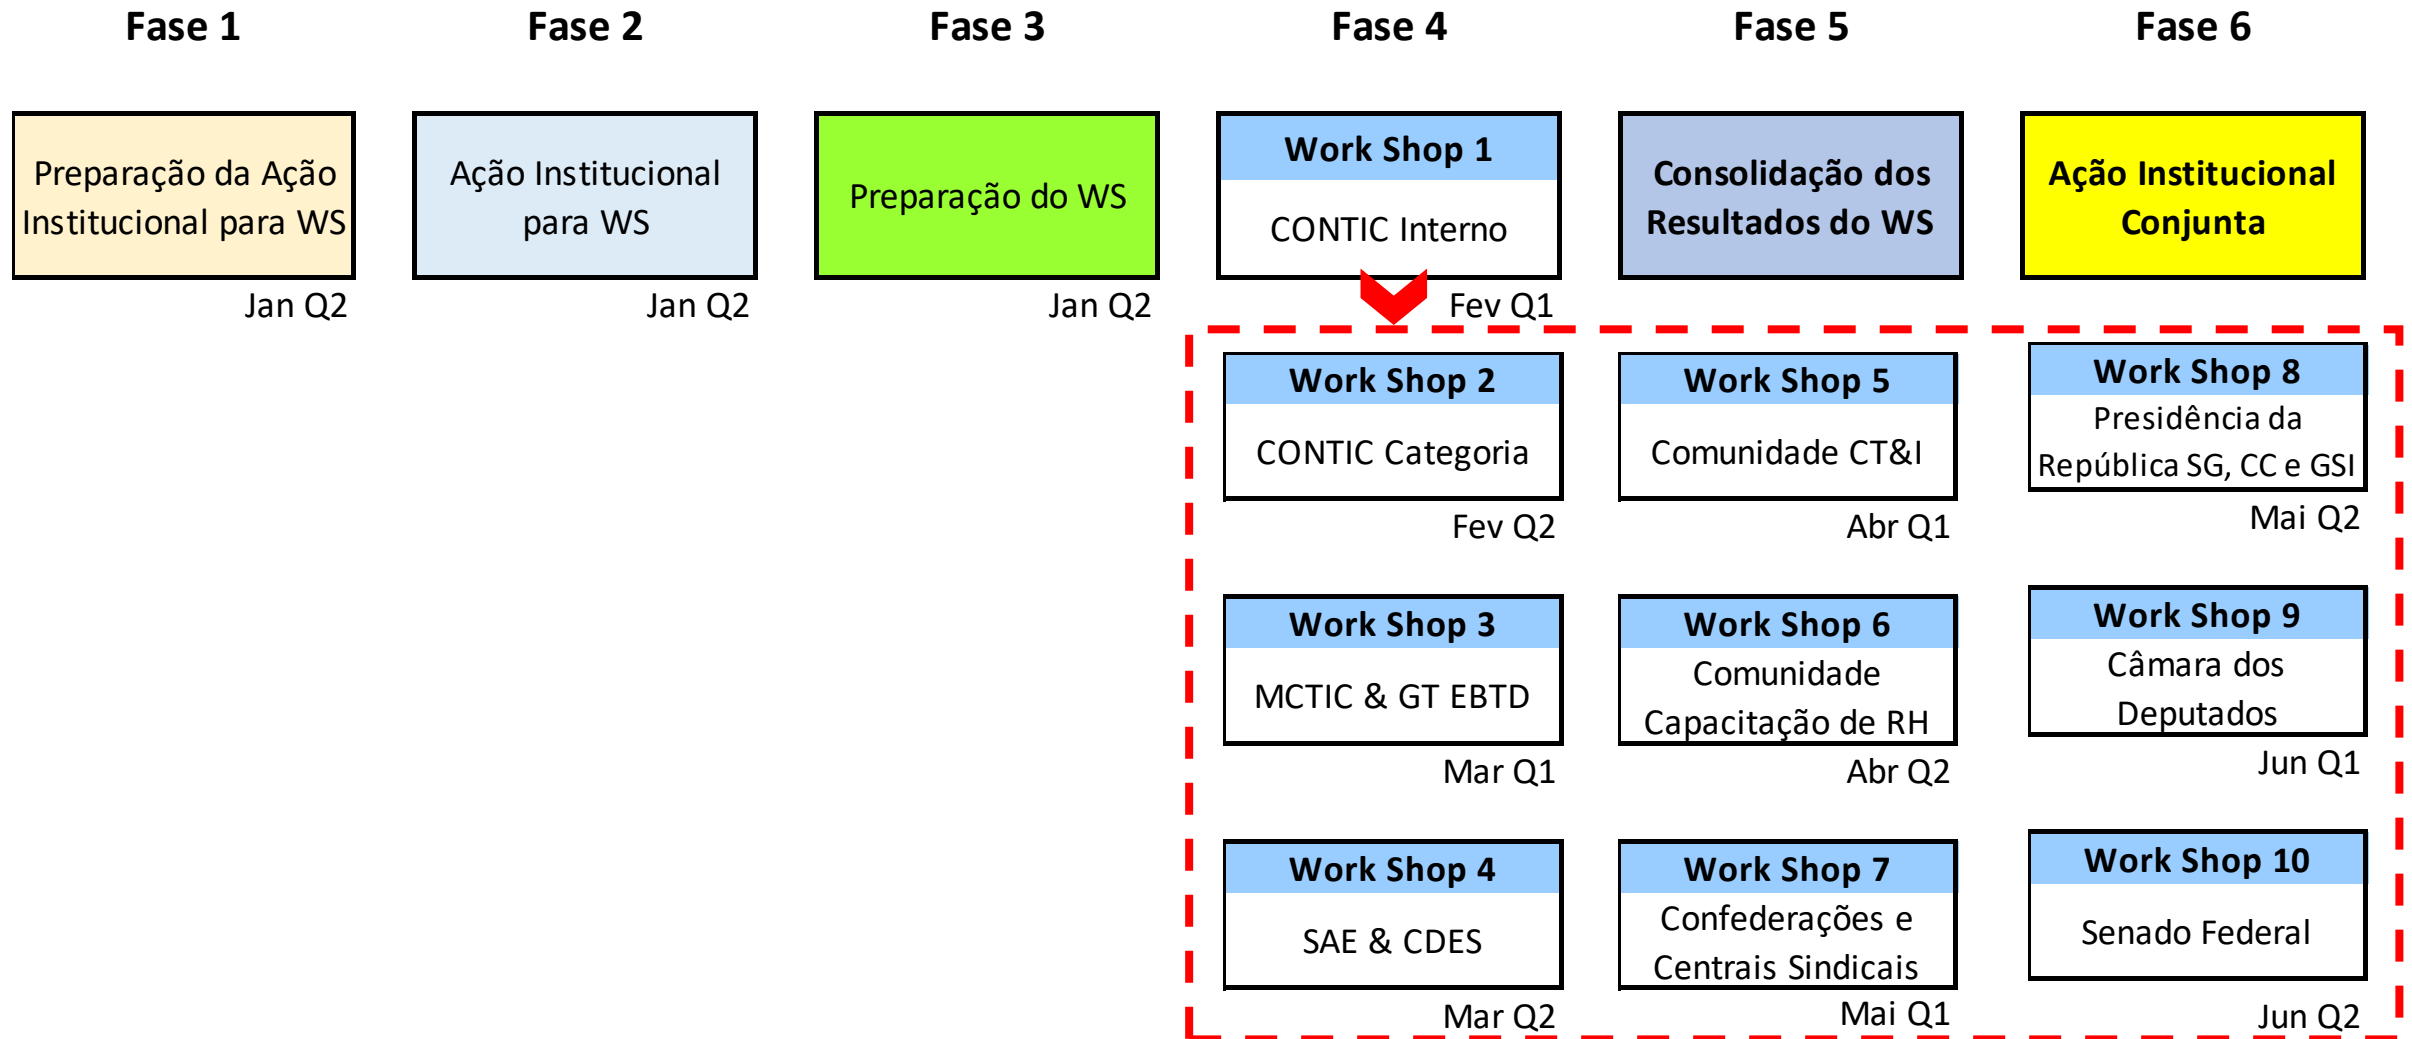 Fase 1
Fase 2
Fase 3
Fase 4
Fase 5
Fase 6
Preparação da Ação
Institucional para WS
Jan Q2
Ação Institucional
para WS
Jan Q2
Preparação do WS
Jan Q2
Work Shop 1
CONTIC Interno
Fev Q1
Consolidação dos
Resultados do WS
Ação Institucional
Conjunta
Work Shop 2
CONTIC Categoria
Fev Q2
Work Shop 5
Comunidade CT&I
Abr Q1
Work Shop 8
Presidência da
República SG, CC e GSI
Mai Q2
Work Shop 3
MCTIC & GT EBTD
Mar Q1
Work Shop 6
Comunidade
Capacitação de RH
Abr Q2
Work Shop 9
Câmara dos
Deputados
Jun Q1
Work Shop 4
SAE & CDES
Mar Q2
Work Shop 7
Confederações e
Centrais Sindicais
Mai Q1
Work Shop 10
Senado Federal
Jun Q2